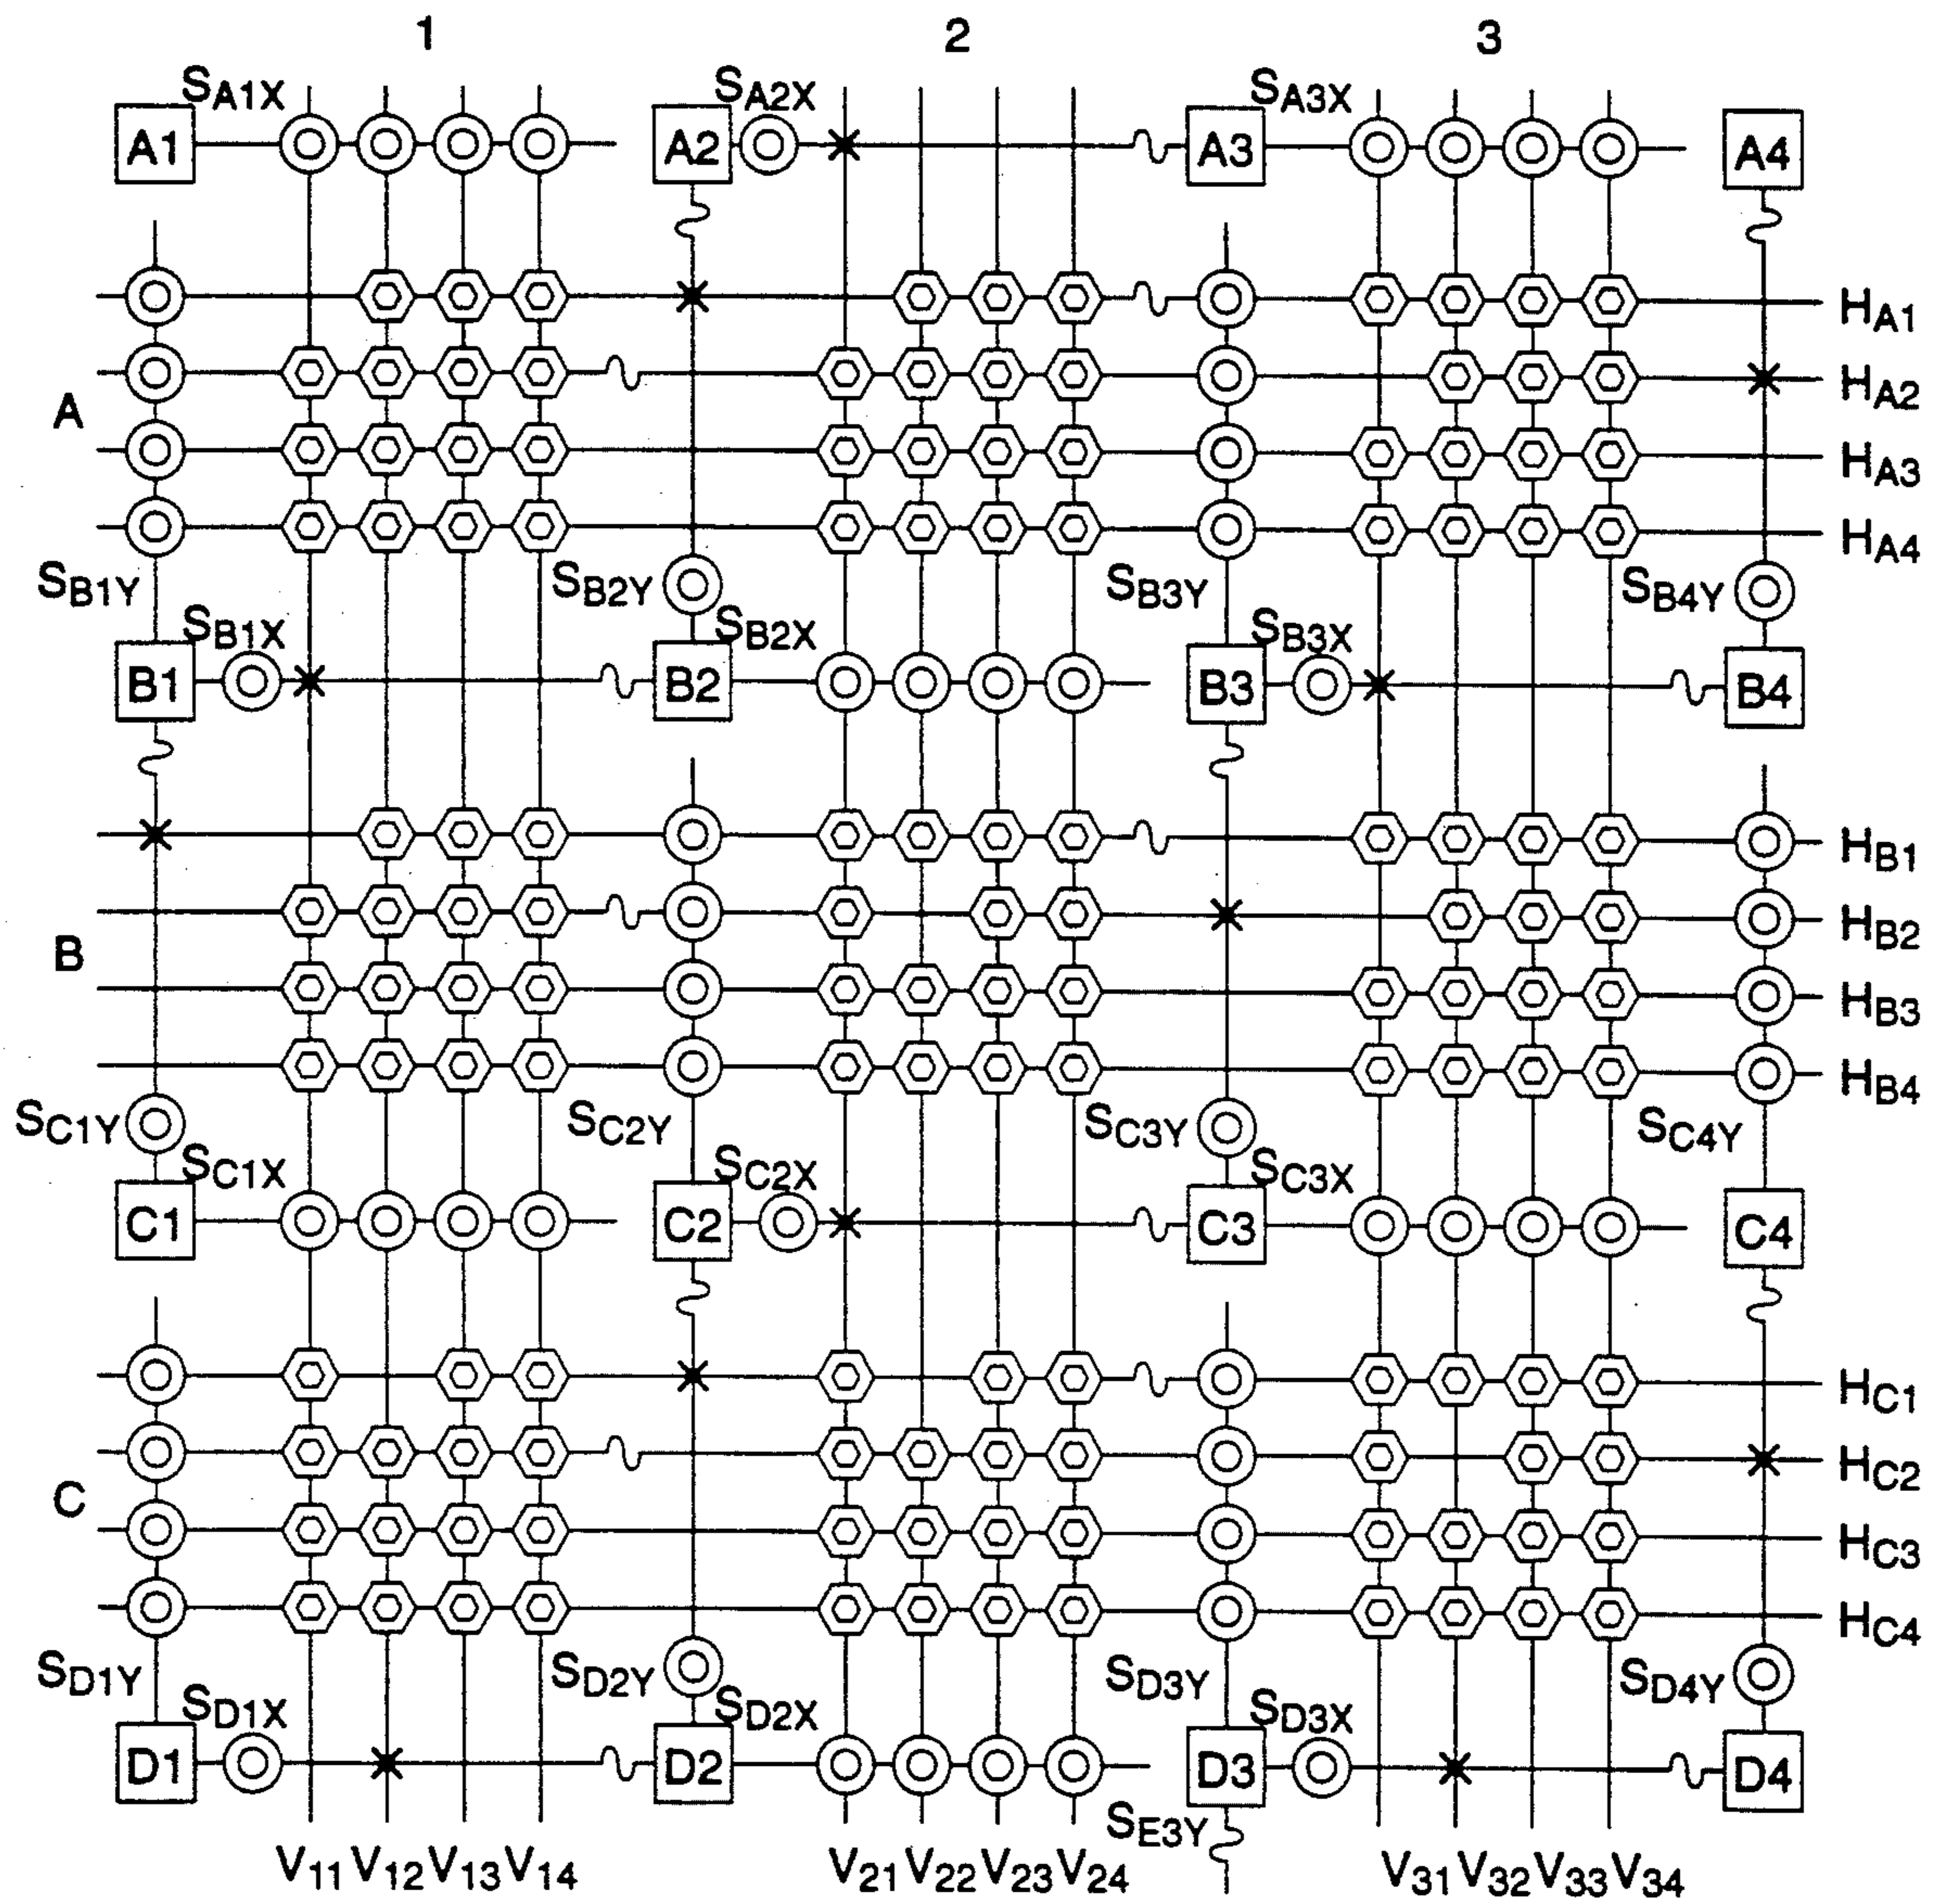 1 2 3
SA1X SA2X SA3X
A1 A2 A3 A4
HA1
HA2
A
HA3
HA4
SB1Y SB2Y SB3Y SB4Y
SB1X SB2X SB3X
B1 B2 B3 B4
HB1
HB2
B
HB3
HB4
SC1Y SC2Y SC3Y SC4Y
SC1X SC2X SC3X
C1 C2 C3 C4
HC1
HC2
C
HC3
HC4
SD1Y SD2Y SD3Y SD4Y
SD1X SD2X SD3X
D1 D2 D3 D4
SE3Y
V11 V12 V13 V14 V21 V22 V23 V24 V31 V32 V33 V34